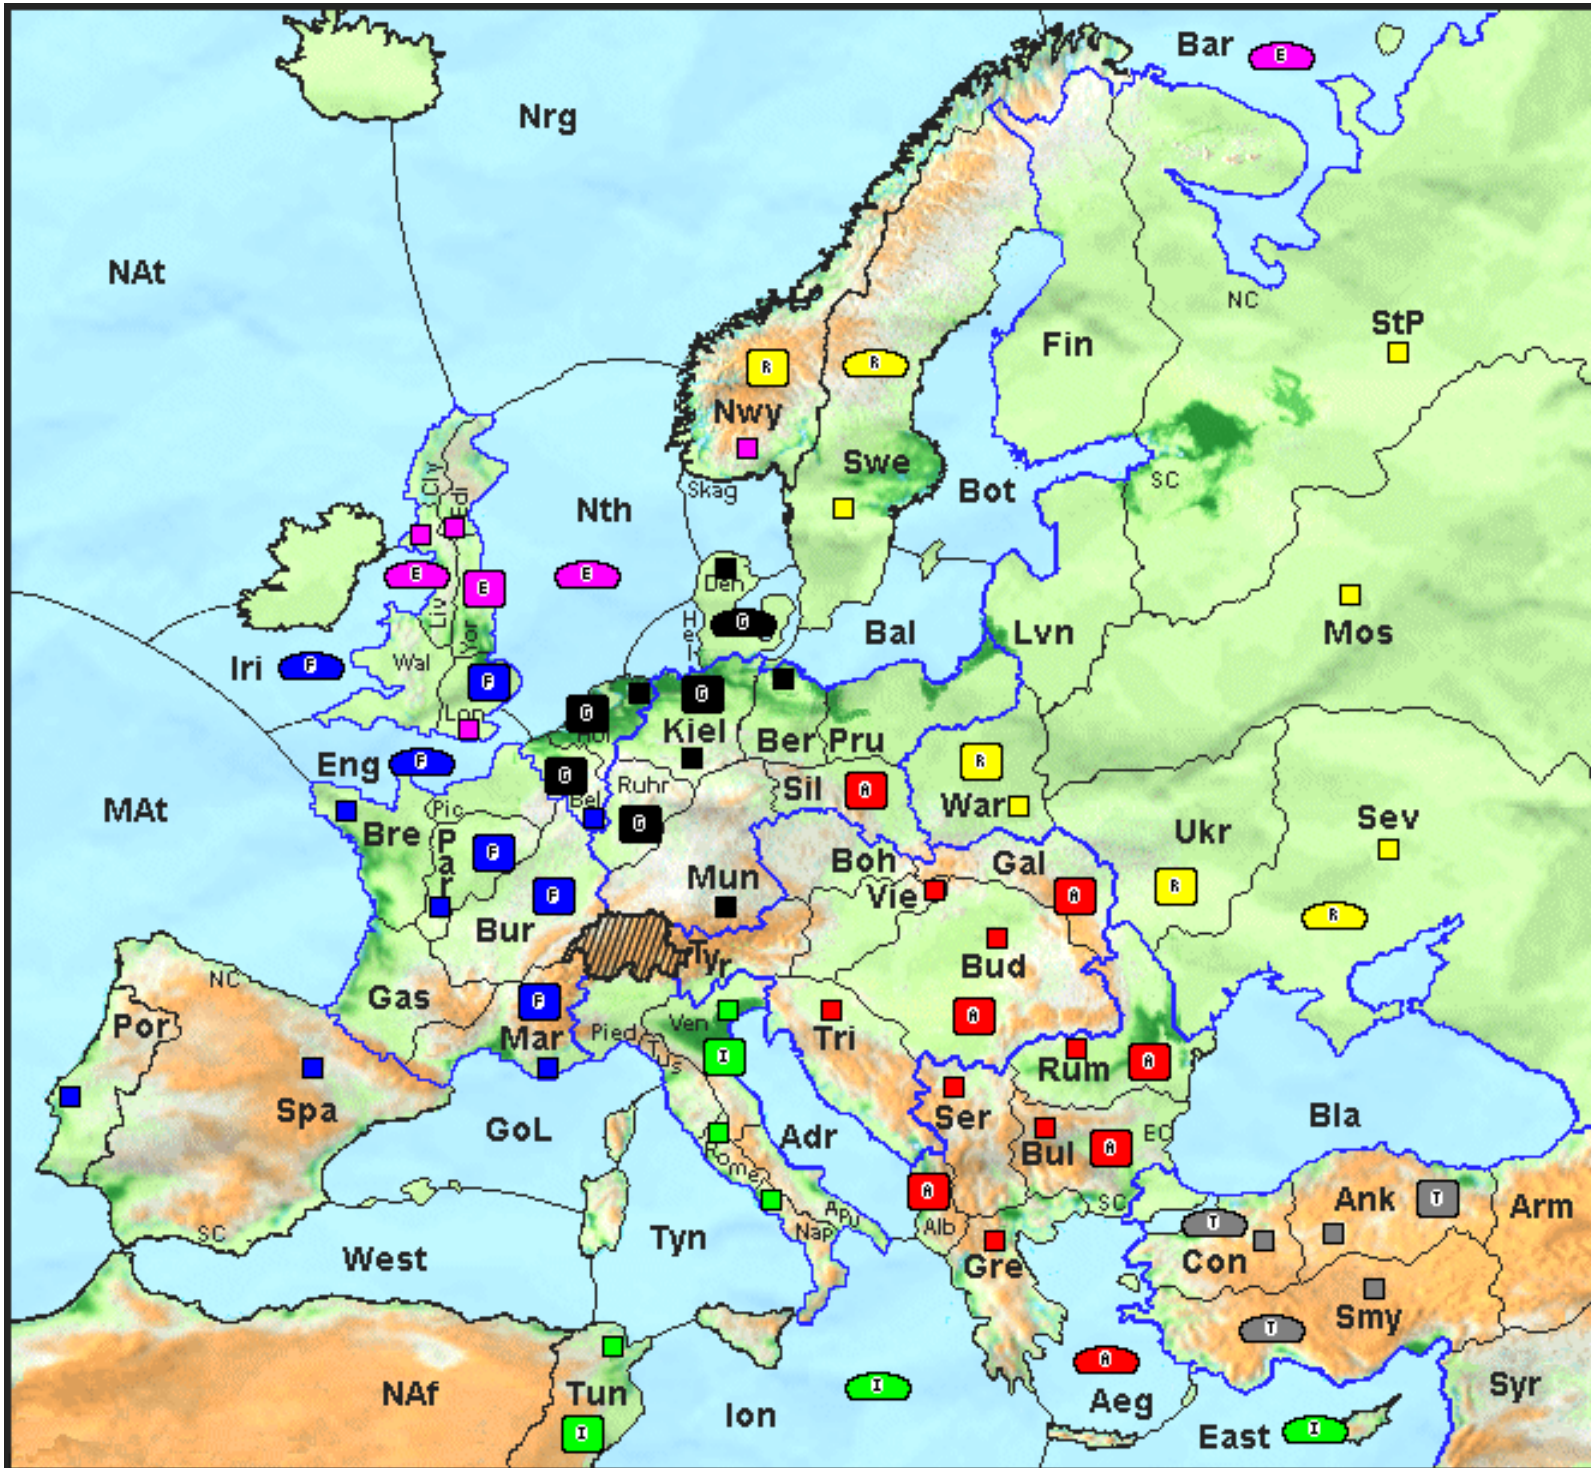 Bar
E
Nrg
NAt
NC
StP
Fin
R
R
Nwy
Swe
Bot
SC
Skag
Cly
Edi
Nth
E
E
E
Den
Hel
G
Bal
Lvn
Mos
Liv
Yor
Iri
F
Wal
F
Lon
G
Hol
G
Kiel
Ber
Pru
R
War
Eng
F
G
Bel
Ruhr
Sil
A
MAt
Pic
Bre
Par
F
G
Ukr
Sev
Boh
Gal
Mun
Vie
A
R
R
F
Bur
Tyr
Bud
NC
Gas
F
Mar
Por
Pied
Ven
Tus
I
Tri
A
Rum
A
Spa
GoL
Ser
Bla
Adr
Rome
Bul
A
EC
SC
Apu
Nap
A
Alb
SC
Tyn
West
Gre
T
Con
Ank
T
Arm
Smy
T
NAf
Tun
I
Ion
I
A
Aeg
East
I
Syr